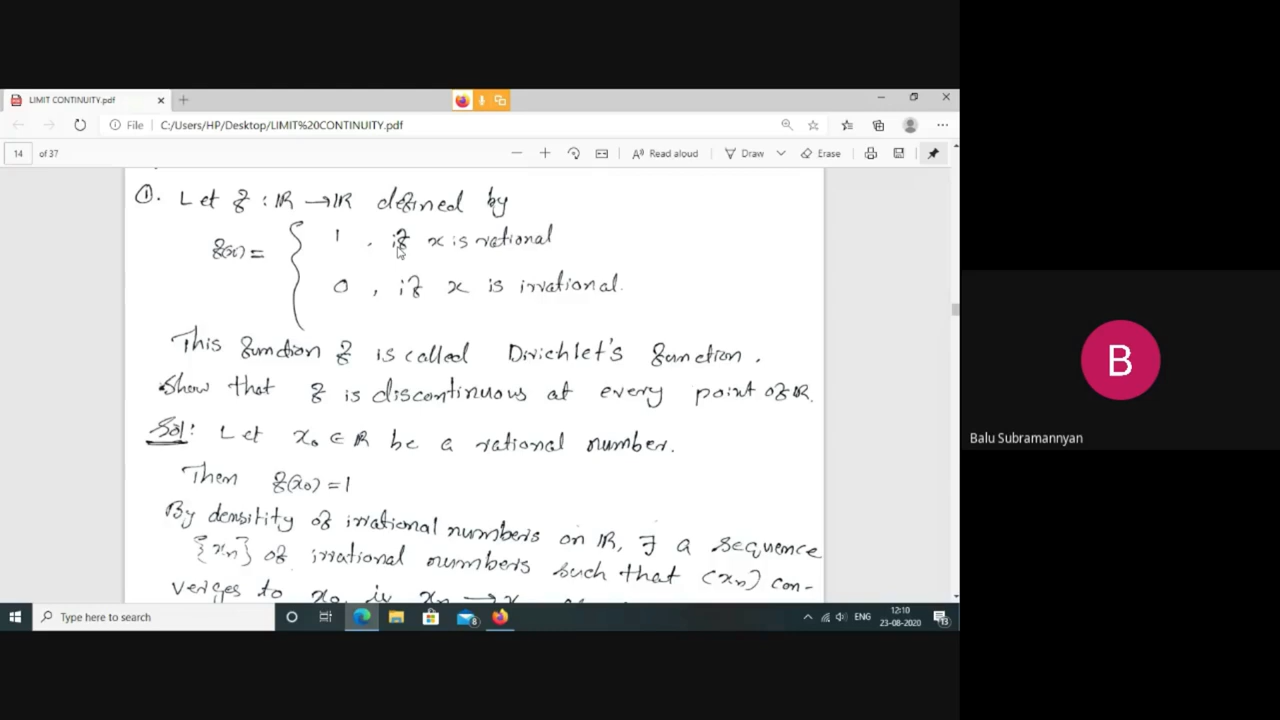 LIMIT CONTINUITY.pdf
File | C:/Users/HP/Desktop/LIMIT%20CONTINUITY.pdf
14 of 37
Read aloud Draw Erase
①. Let f : ℝ → ℝ defined by
f(x) = { 1 , if x is rational
0 , if x is irrational.
This function f is called Dirichlet's function .
Show that f is discontinuous at every point of ℝ.
Sol: Let x₀ ∈ ℝ be a rational number.
Then f(x₀) = 1
By densitity of irrational numbers on ℝ, ∃ a sequence
{xₙ} of irrational numbers such that (xₙ) con-
verges to x₀
B
Balu Subramannyan
Type here to search
8
ENG
12:10
23-08-2020
13